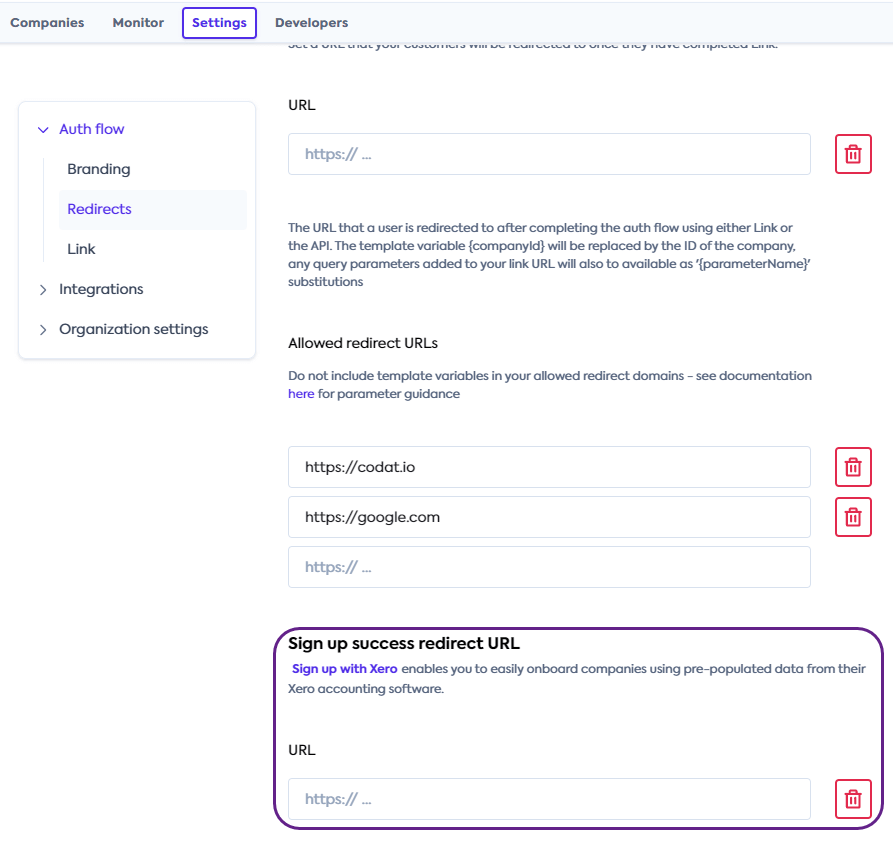 Companies Monitor Settings Developers
Set a URL that your customers will be redirected to once they have completed Link.
Auth flow
Branding
Redirects
Link
Integrations
Organization settings
URL
https:// ...
The URL that a user is redirected to after completing the auth flow using either Link or
the API. The template variable {companyId} will be replaced by the ID of the company,
any query parameters added to your link URL will also to available as '{parameterName}'
substitutions
Allowed redirect URLs
Do not include template variables in your allowed redirect domains - see documentation
here for parameter guidance
https://codat.io
https://google.com
https:// ...
Sign up success redirect URL
Sign up with Xero enables you to easily onboard companies using pre-populated data from their
Xero accounting software.
URL
https:// ...